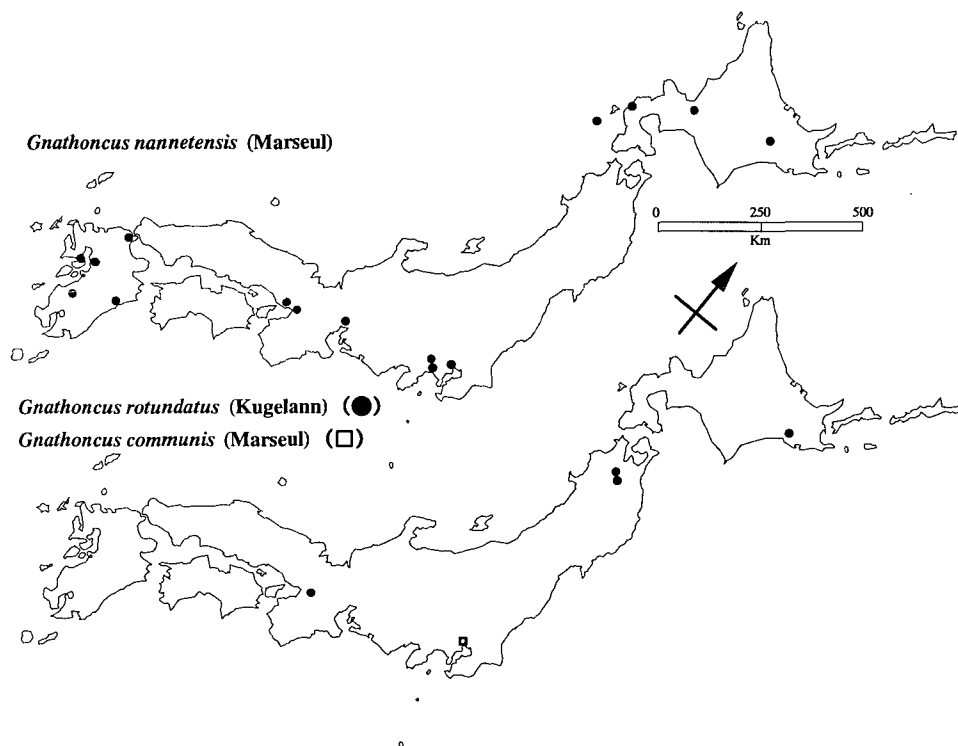 Gnathoncus nannetensis (Marseul)
0 250 500
Km
Gnathoncus rotundatus (Kugelann) (●)
Gnathoncus communis (Marseul) (□)